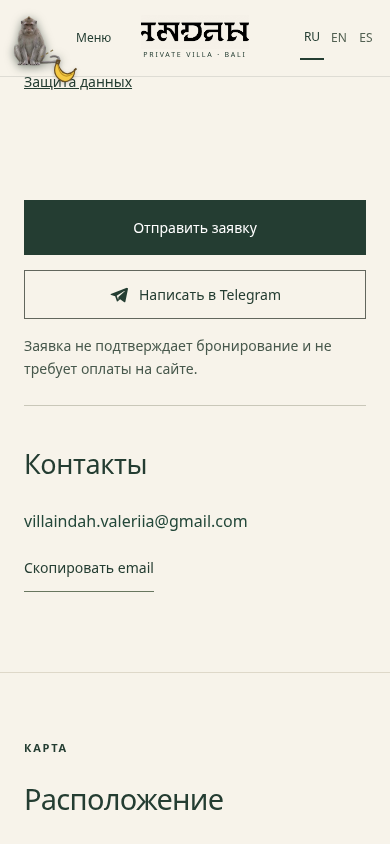 Меню
INDAH
PRIVATE VILLA · BALI
RU EN ES
Защита данных
Отправить заявку
Написать в Telegram
Заявка не подтверждает бронирование и не
требует оплаты на сайте.
Контакты
villaindah.valeriia@gmail.com
Скопировать email
КАРТА
Расположение